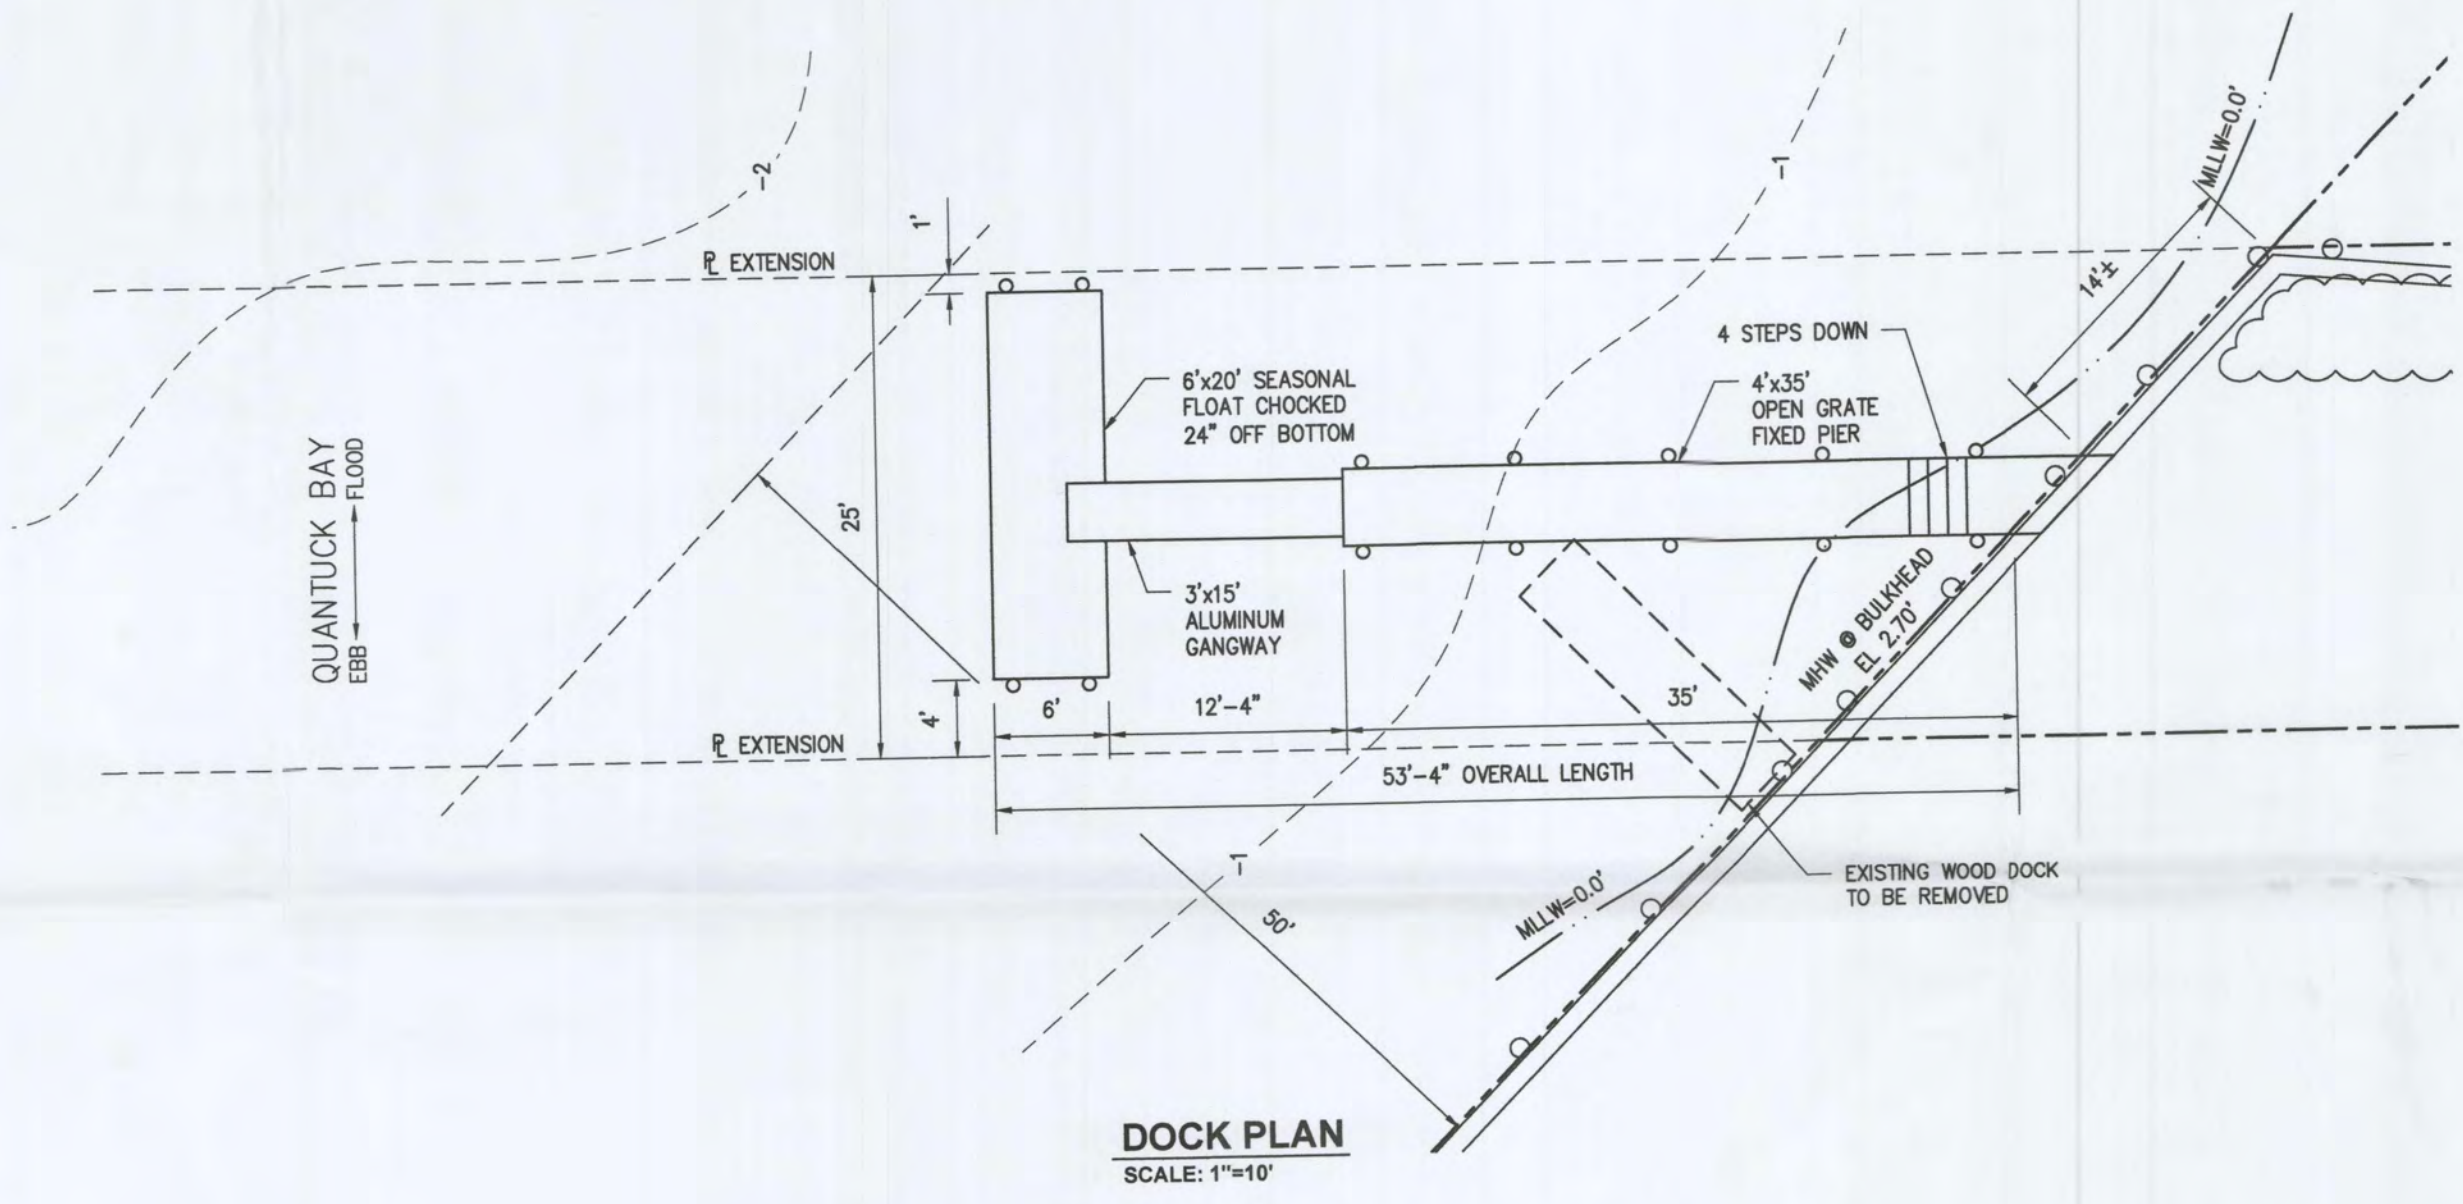 -2
-1
MLLW=0.0'
1'
℄ EXTENSION
14'±
4 STEPS DOWN
6'x20' SEASONAL
FLOAT CHOCKED
24" OFF BOTTOM
4'x35'
OPEN GRATE
FIXED PIER
QUANTUCK BAY
EBB
FLOOD
25'
3'x15'
ALUMINUM
GANGWAY
MHW @ BULKHEAD
EL 2.70'
4'
6'
12'-4"
35'
PL EXTENSION
53'-4" OVERALL LENGTH
-1
50'
MLLW=0.0'
EXISTING WOOD DOCK
TO BE REMOVED
DOCK PLAN
SCALE: 1"=10'